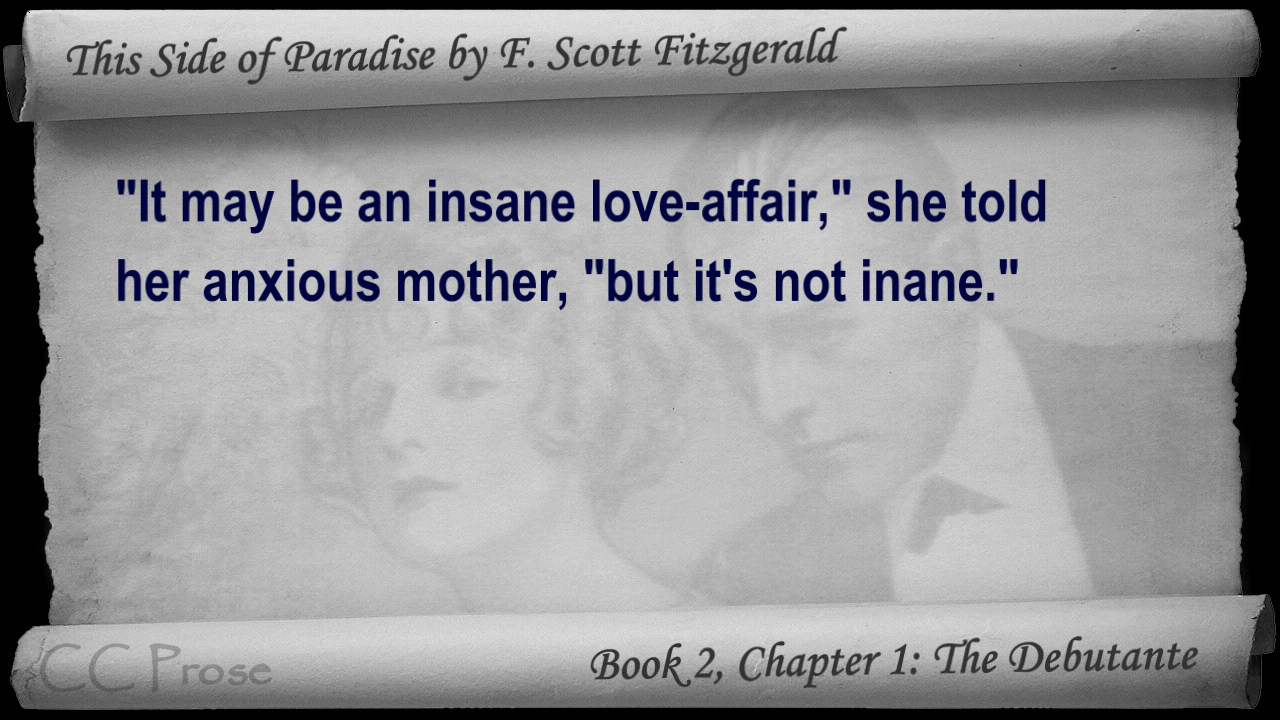 This Side of Paradise by F. Scott Fitzgerald
"It may be an insane love-affair," she told
her anxious mother, "but it's not inane."
CC Prose
Book 2, Chapter 1: The Debutante